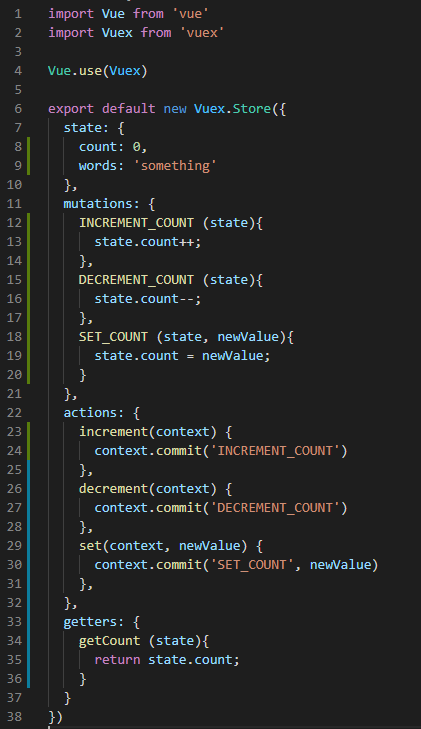 1 import Vue from 'vue'
2 import Vuex from 'vuex'
3
4 Vue.use(Vuex)
5
6 export default new Vuex.Store({
7   state: {
8     count: 0,
9     words: 'something'
10   },
11   mutations: {
12     INCREMENT_COUNT (state){
13       state.count++;
14     },
15     DECREMENT_COUNT (state){
16       state.count--;
17     },
18     SET_COUNT (state, newValue){
19       state.count = newValue;
20     }
21   },
22   actions: {
23     increment(context) {
24       context.commit('INCREMENT_COUNT')
25     },
26     decrement(context) {
27       context.commit('DECREMENT_COUNT')
28     },
29     set(context, newValue) {
30       context.commit('SET_COUNT', newValue)
31     },
32   },
33   getters: {
34     getCount (state){
35       return state.count;
36     }
37   }
38 })